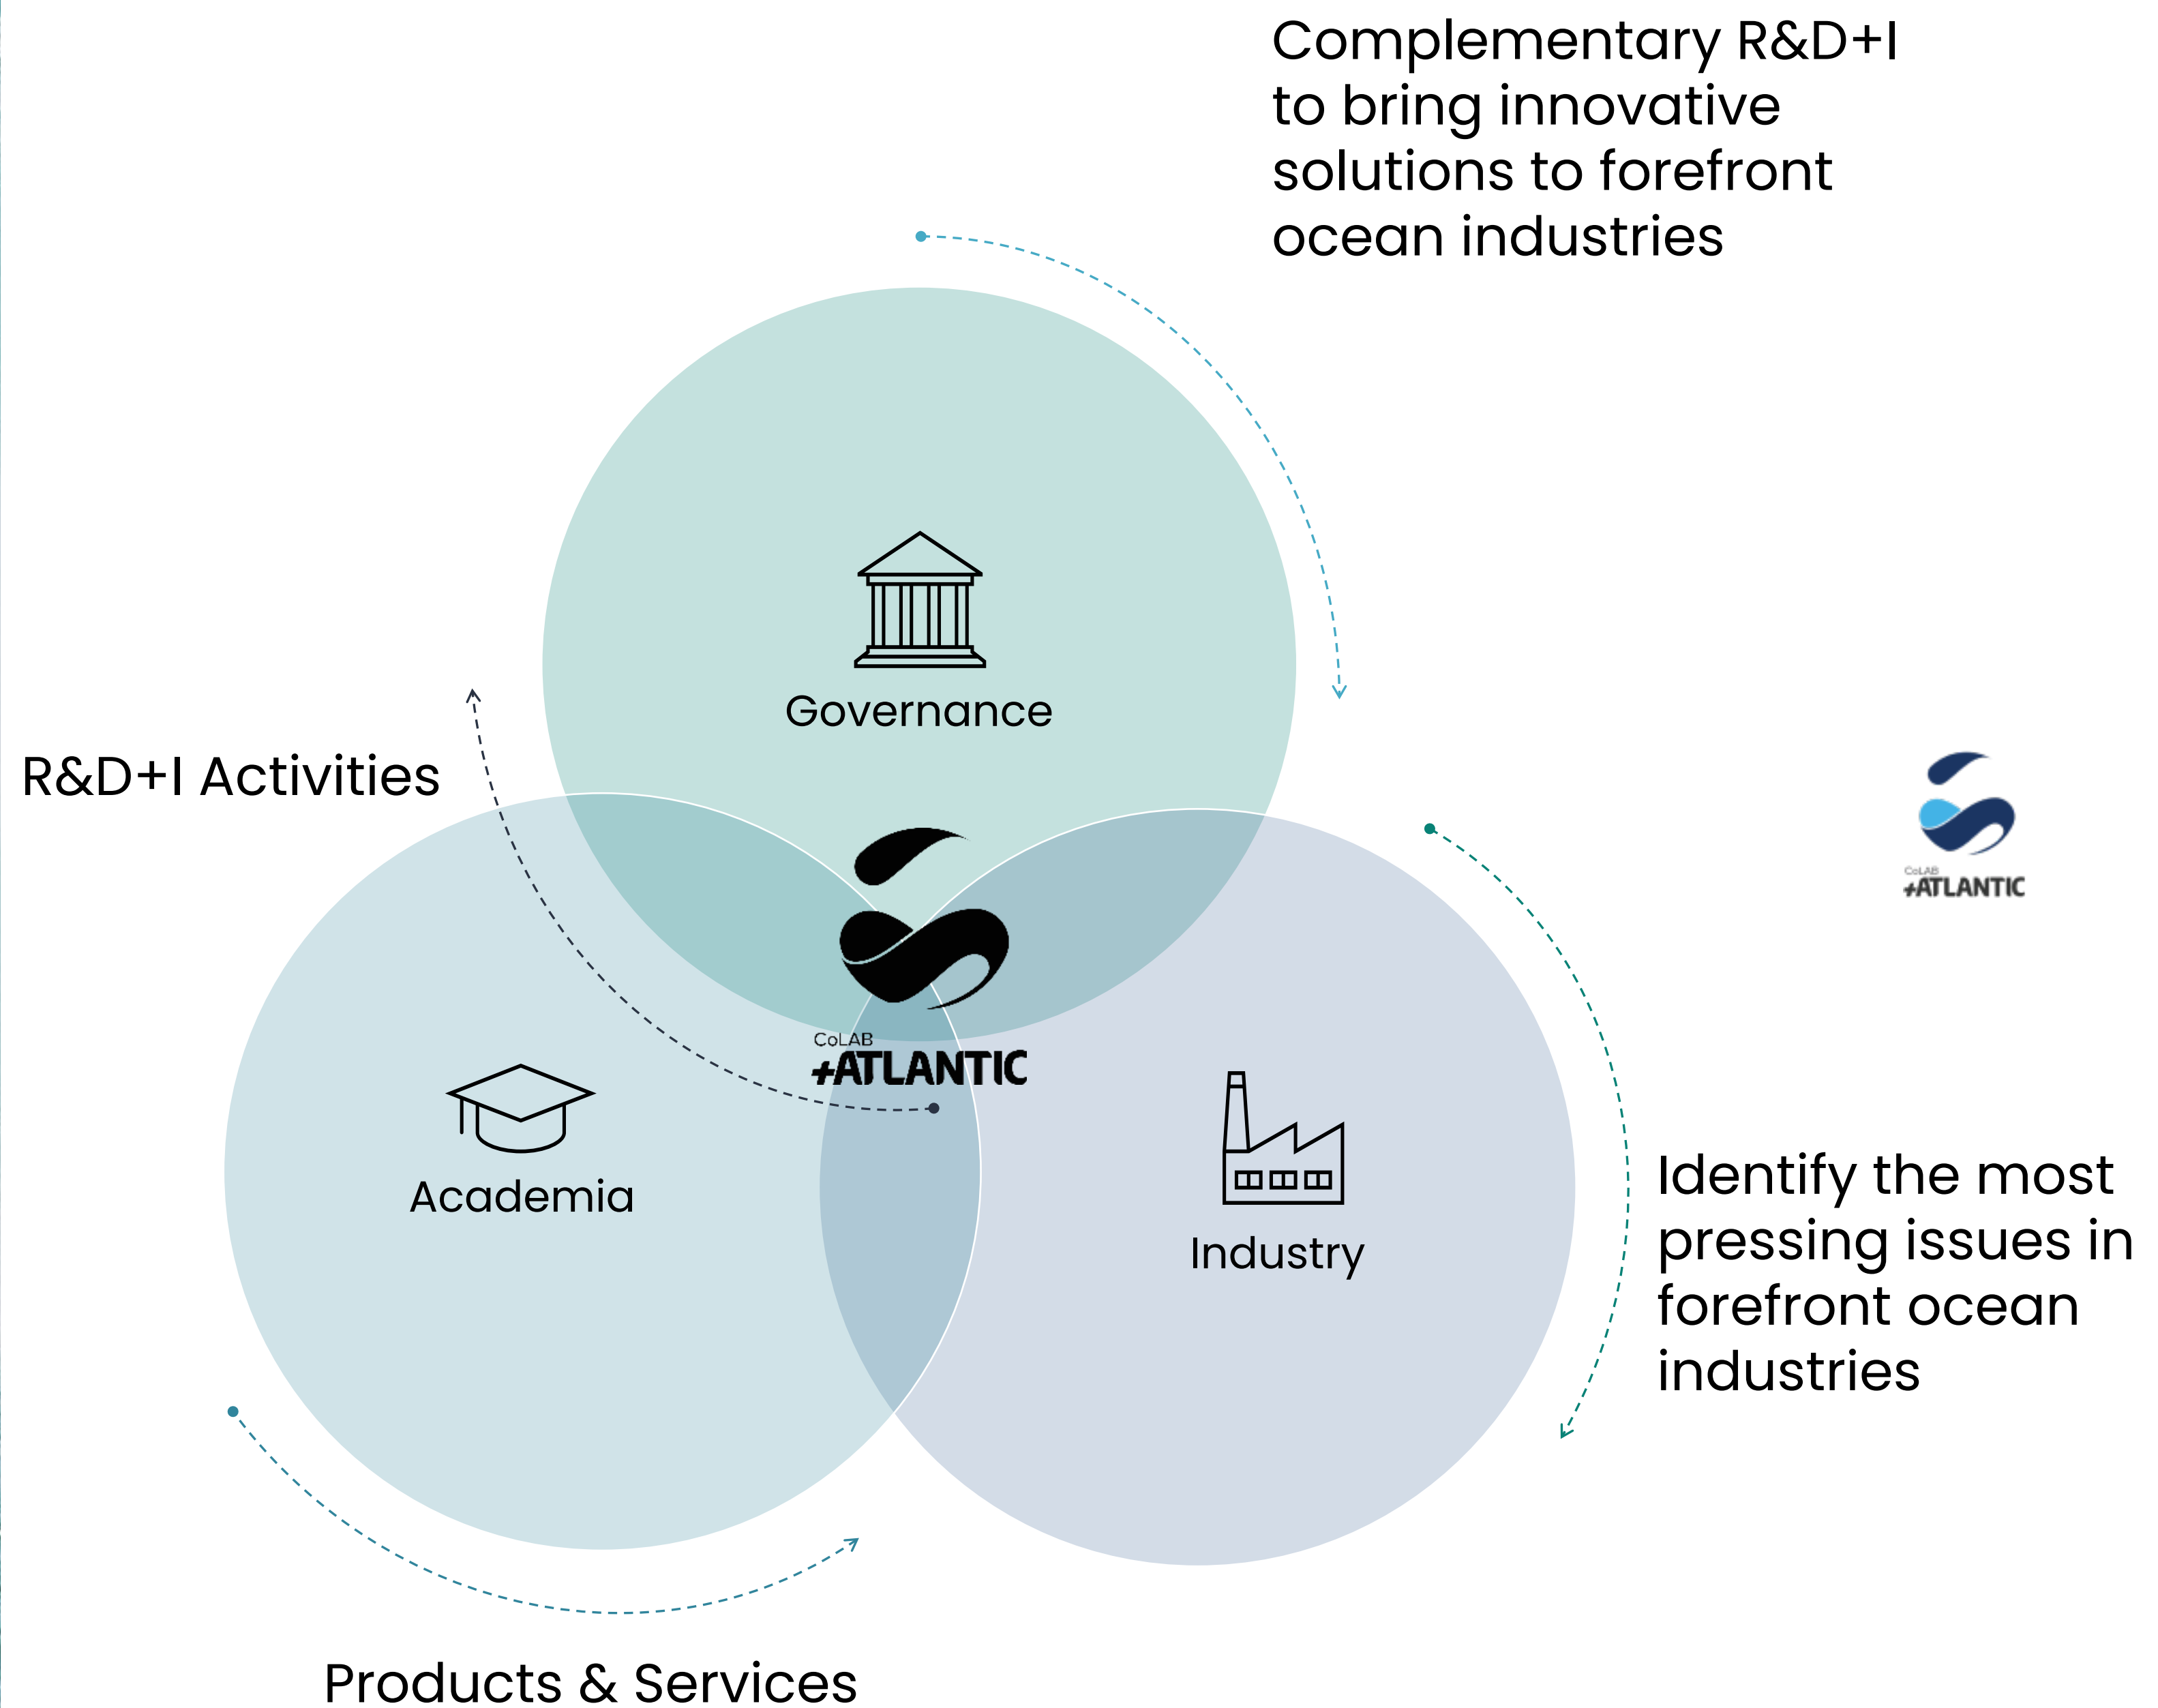 Complementary R&D+I
to bring innovative
solutions to forefront
ocean industries
Governance
R&D+I Activities
CoLAB
+ATLANTIC
CoLAB
+ATLANTIC
Academia
Industry
Identify the most
pressing issues in
forefront ocean
industries
Products & Services